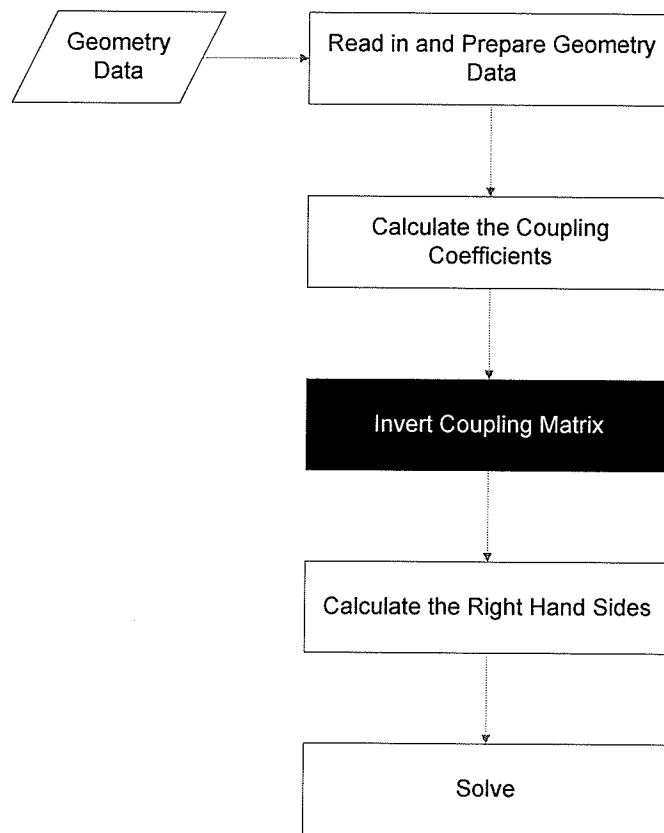 Geometry
Data
Read in and Prepare Geometry
Data
Calculate the Coupling
Coefficients
Invert Coupling Matrix
Calculate the Right Hand Sides
Solve